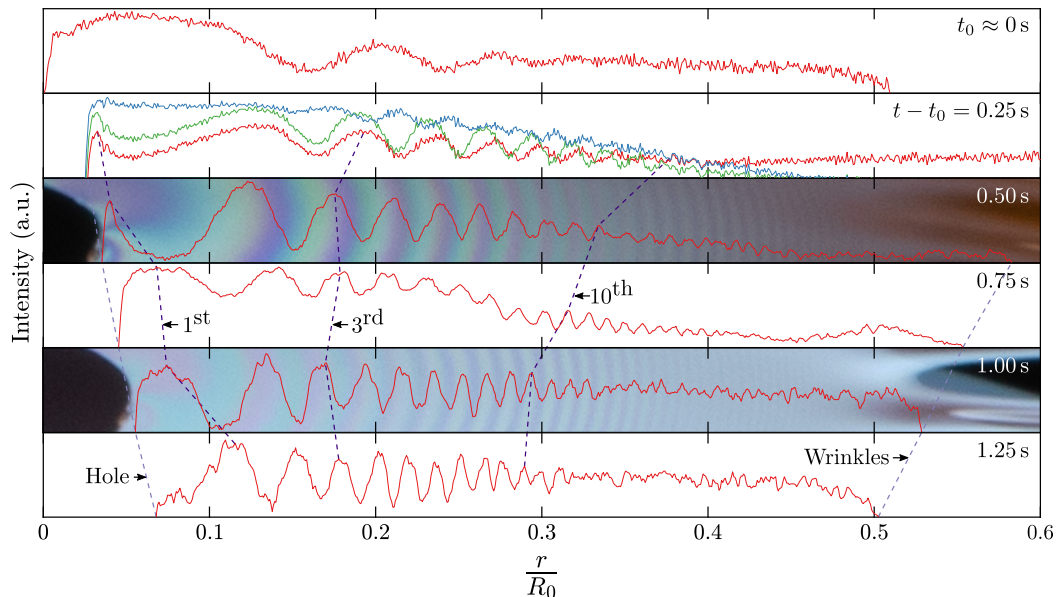 t₀ ≈ 0 s
t − t₀ = 0.25 s
0.50 s
0.75 s
10th
1st
3rd
1.00 s
1.25 s
Hole
Wrinkles
Intensity (a.u.)
0 0.1 0.2 0.3 0.4 0.5 0.6
r
R₀